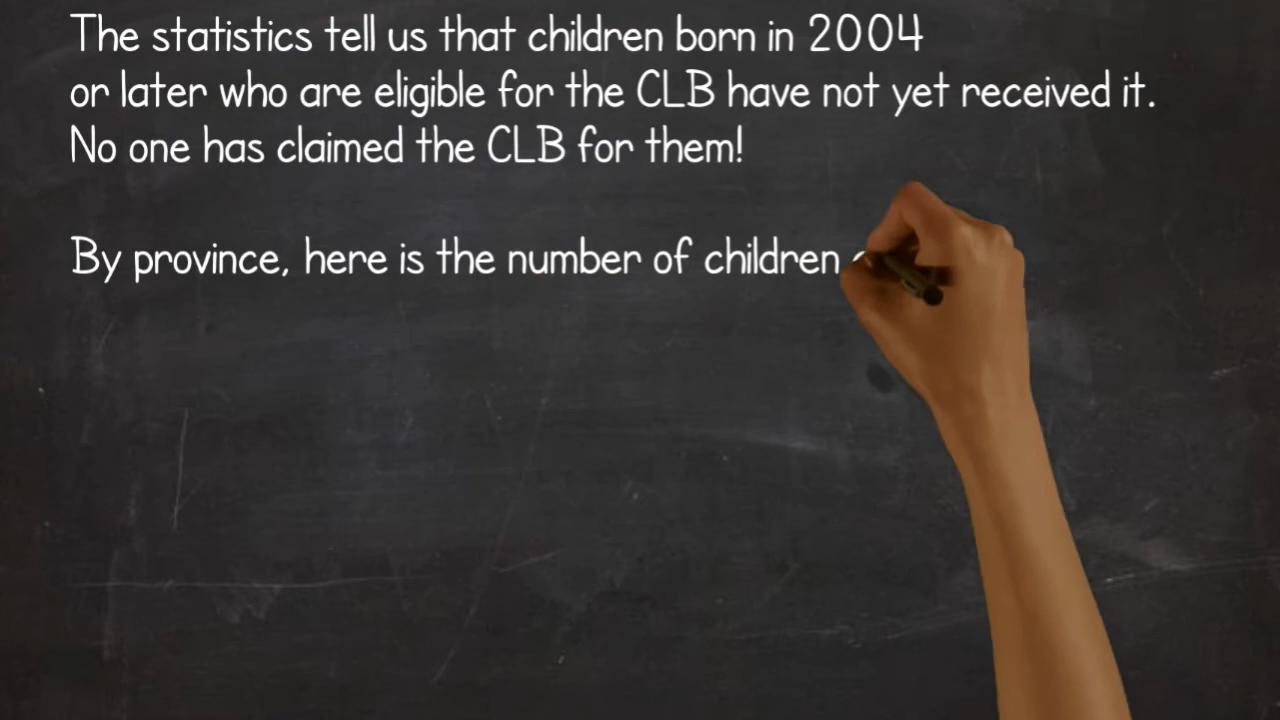 The statistics tell us that children born in 2004
or later who are eligible for the CLB have not yet received it.
No one has claimed the CLB for them!
By province, here is the number of children